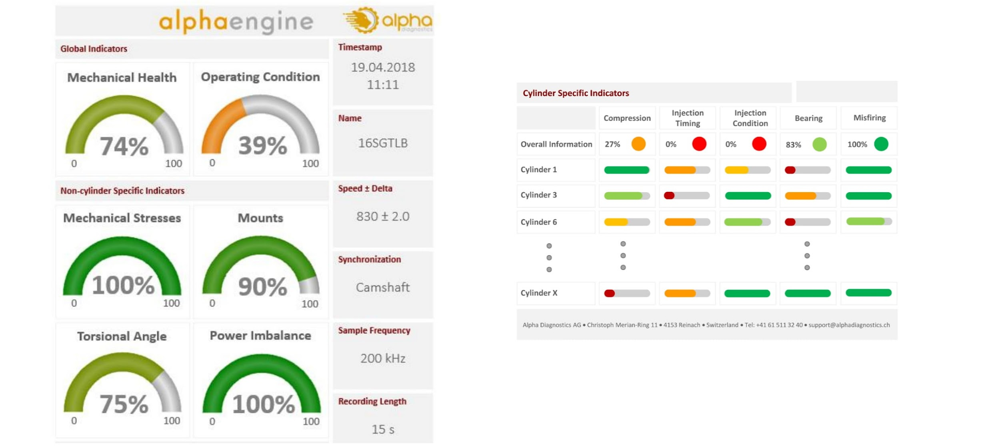 alphaengine
alpha
diagnostics
Global Indicators
Mechanical Health
74%
0
100
Operating Condition
39%
0
100
Non-cylinder Specific Indicators
Mechanical Stresses
100%
0
100
Mounts
90%
0
100
Torsional Angle
75%
0
100
Power Imbalance
100%
0
100
Timestamp
19.04.2018
11:11
Name
16SGTLB
Speed ± Delta
830 ± 2.0
Synchronization
Camshaft
Sample Frequency
200 kHz
Recording Length
15 s
Cylinder Specific Indicators
Compression
Injection
Timing
Injection
Condition
Bearing
Misfiring
Overall Information 27% 0% 0% 83% 100%
Cylinder 1
Cylinder 3
Cylinder 6
Cylinder X
Alpha Diagnostics AG • Christoph Merian-Ring 11 • 4153 Reinach • Switzerland • Tel: +41 61 511 32 40 • support@alphadiagnostics.ch